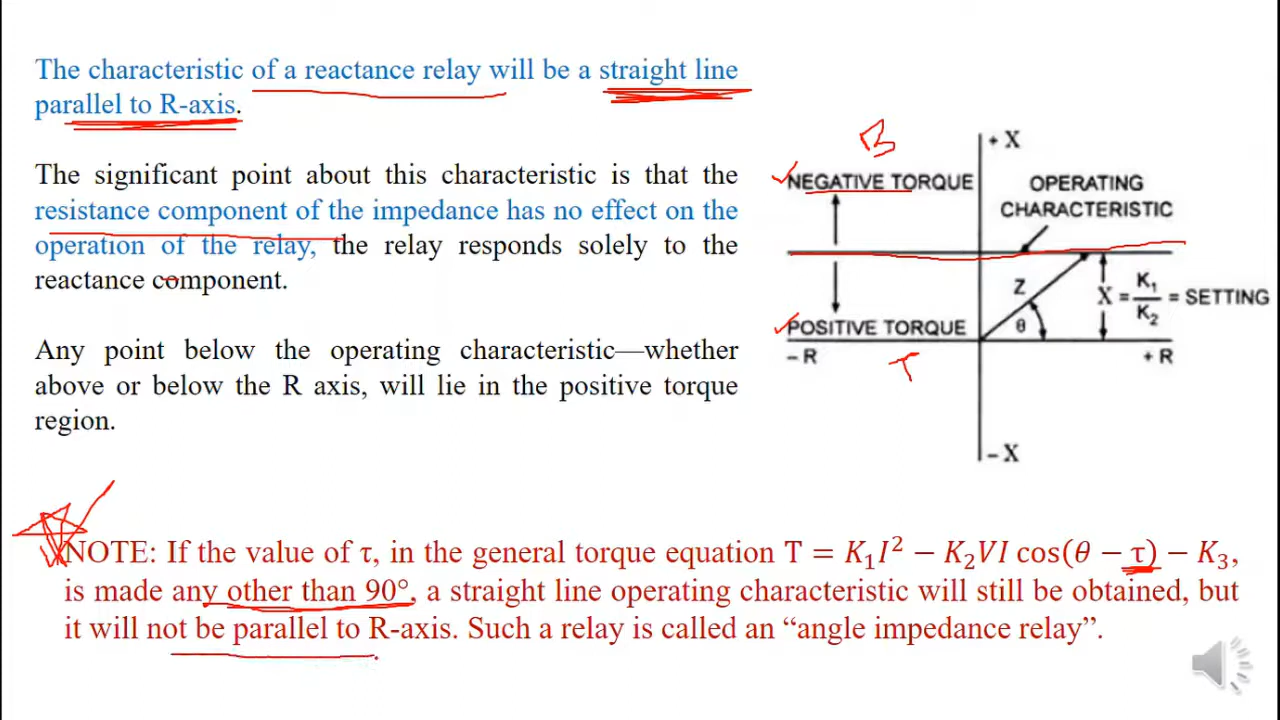 The characteristic of a reactance relay will be a straight line
parallel to R-axis.
The significant point about this characteristic is that the
resistance component of the impedance has no effect on the
operation of the relay, the relay responds solely to the
reactance component.
Any point below the operating characteristic—whether
above or below the R axis, will lie in the positive torque
region.
B
+ X
NEGATIVE TORQUE
OPERATING
CHARACTERISTIC
Z
θ
X = K₁/K₂ = SETTING
POSITIVE TORQUE
– R
+ R
T
– X
NOTE: If the value of τ, in the general torque equation T = K₁I² − K₂VI cos(θ − τ) − K₃,
is made any other than 90°, a straight line operating characteristic will still be obtained, but
it will not be parallel to R-axis. Such a relay is called an “angle impedance relay”.